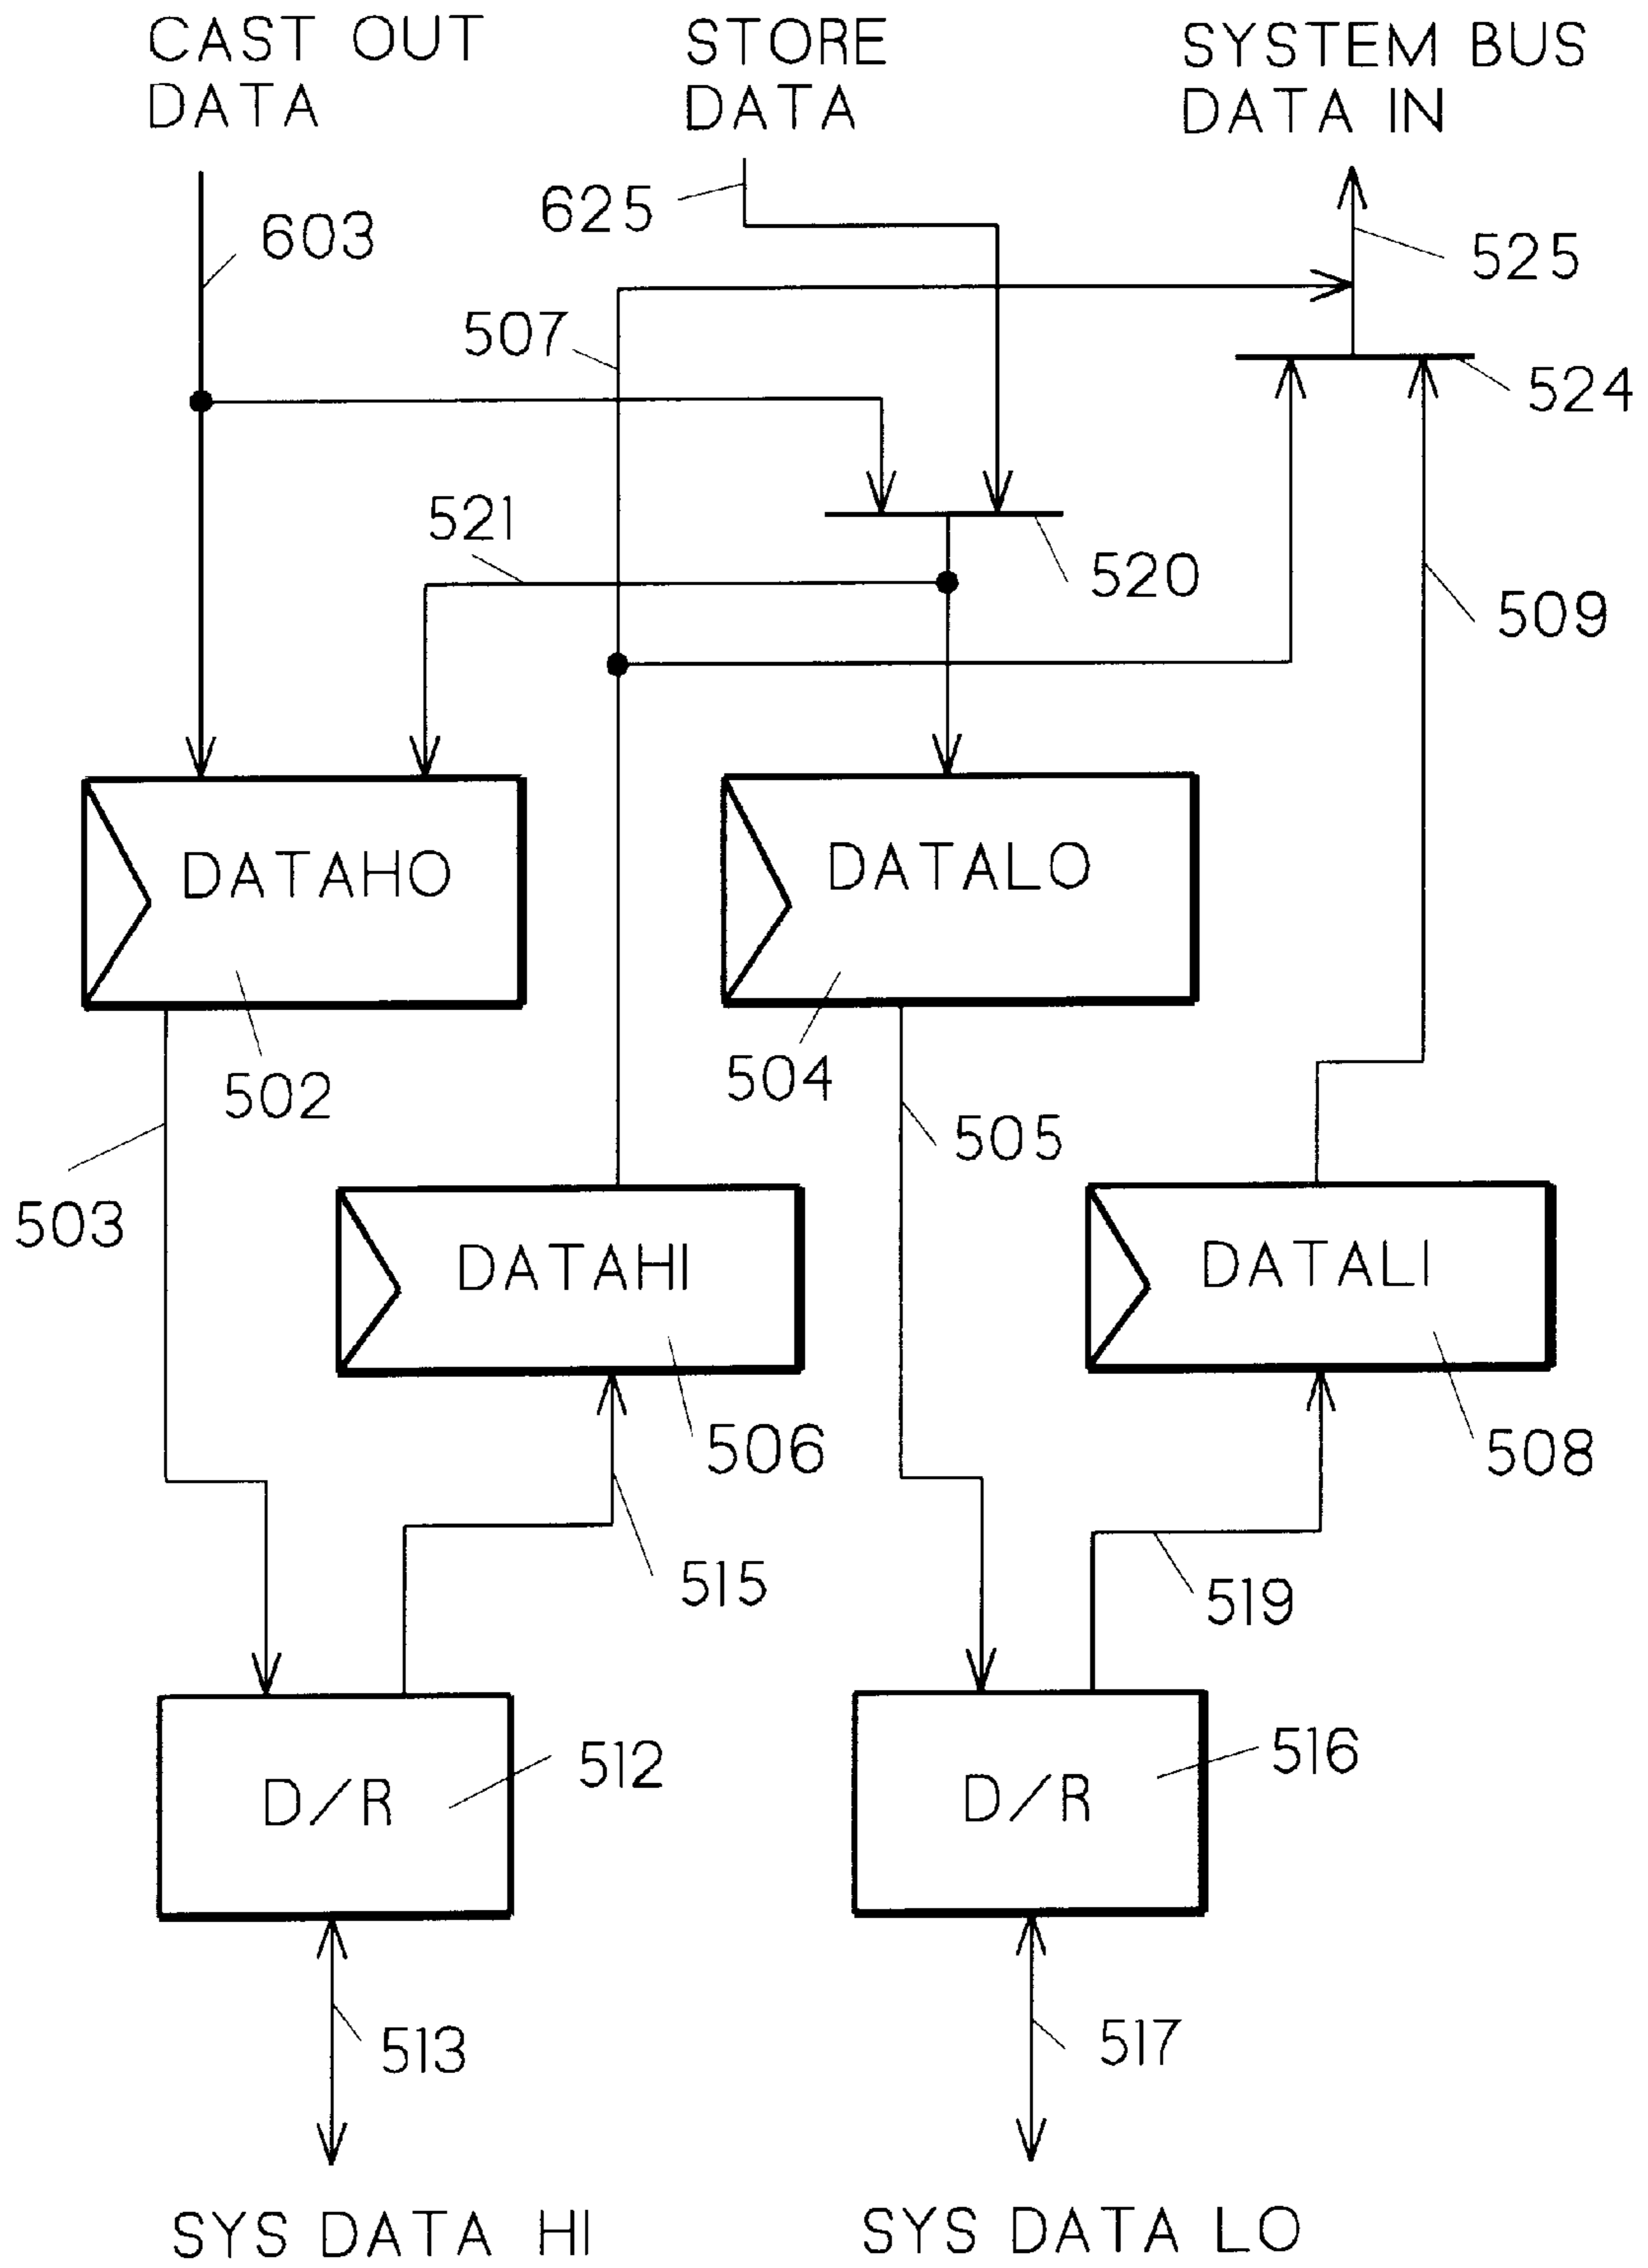 CAST OUT
DATA
STORE
DATA
SYSTEM BUS
DATA IN
603
625
525
507
524
521
520
509
DATAHO
DATALO
502
504
503
505
DATAHI
DATALI
506
508
515
519
D/R
512
D/R
516
513
517
SYS DATA HI
SYS DATA LO